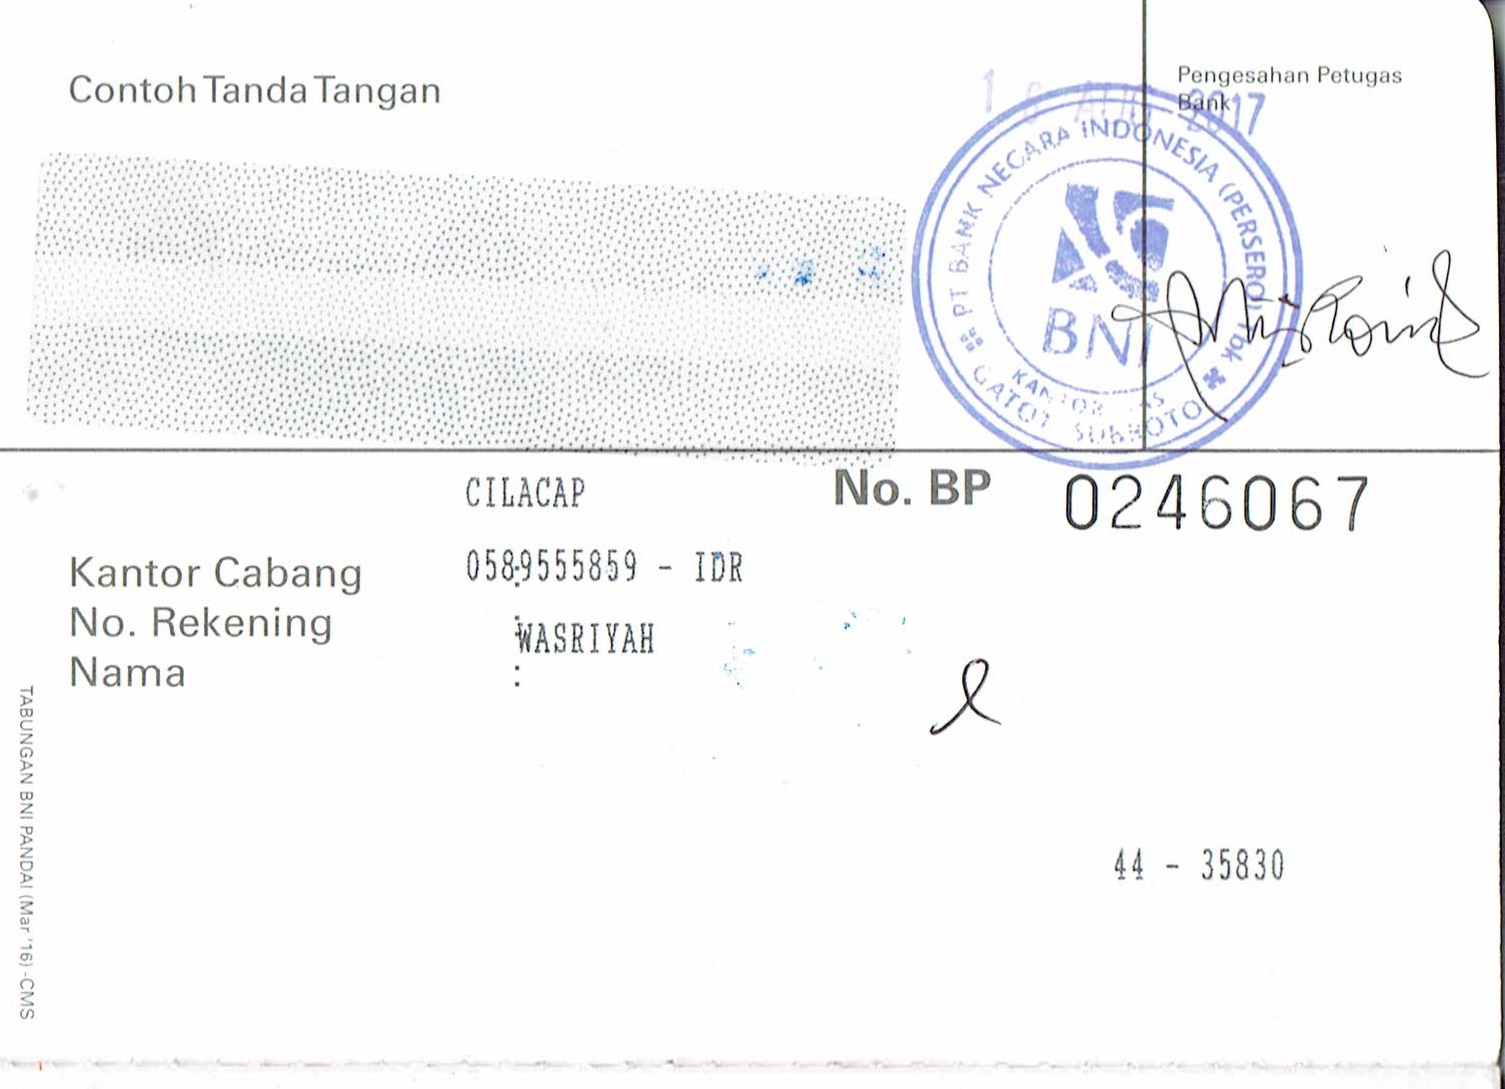 Contoh Tanda Tangan
Pengesahan Petugas
Bank
2017
PT BANK NEGARA INDONESIA (PERSERO) Tbk
BNI
KANTOR KAS
GATOT SUBROTO
CILACAP
No. BP 0246067
Kantor Cabang :
0589555859 - IDR
No. Rekening :
WASRIYAH
Nama :
44 - 35830
TABUNGAN BNI PANDAI (Mar '16) -CMS